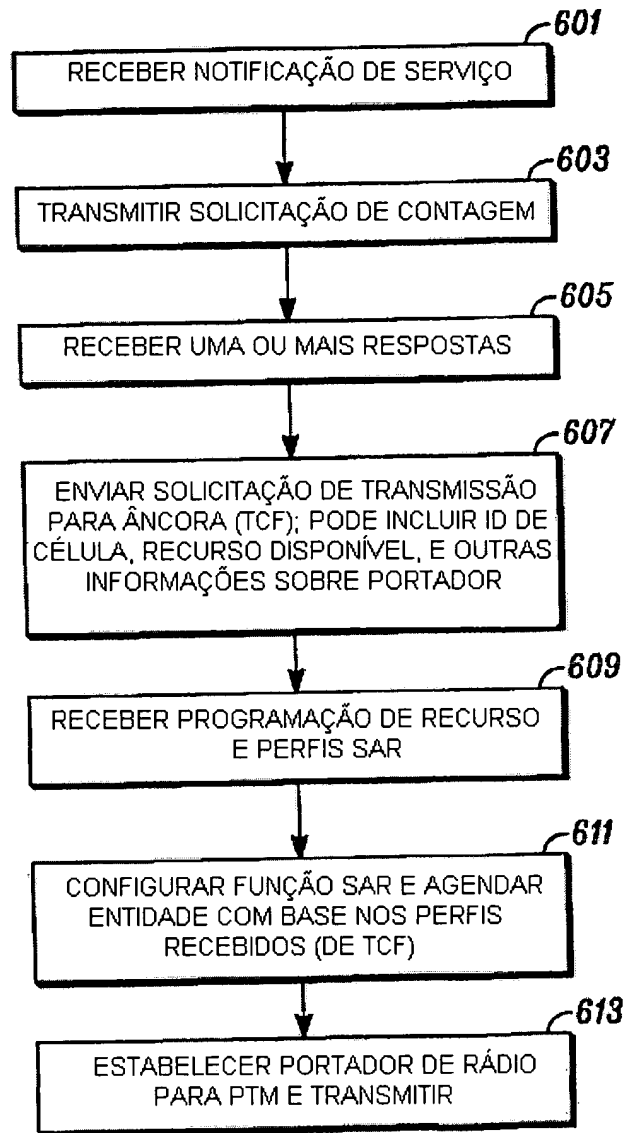 601
RECEBER NOTIFICAÇÃO DE SERVIÇO
603
TRANSMITIR SOLICITAÇÃO DE CONTAGEM
605
RECEBER UMA OU MAIS RESPOSTAS
607
ENVIAR SOLICITAÇÃO DE TRANSMISSÃO
PARA ÂNCORA (TCF); PODE INCLUIR ID DE
CÉLULA, RECURSO DISPONÍVEL, E OUTRAS
INFORMAÇÕES SOBRE PORTADOR
609
RECEBER PROGRAMAÇÃO DE RECURSO
E PERFIS SAR
611
CONFIGURAR FUNÇÃO SAR E AGENDAR
ENTIDADE COM BASE NOS PERFIS
RECEBIDOS (DE TCF)
613
ESTABELECER PORTADOR DE RÁDIO
PARA PTM E TRANSMITIR